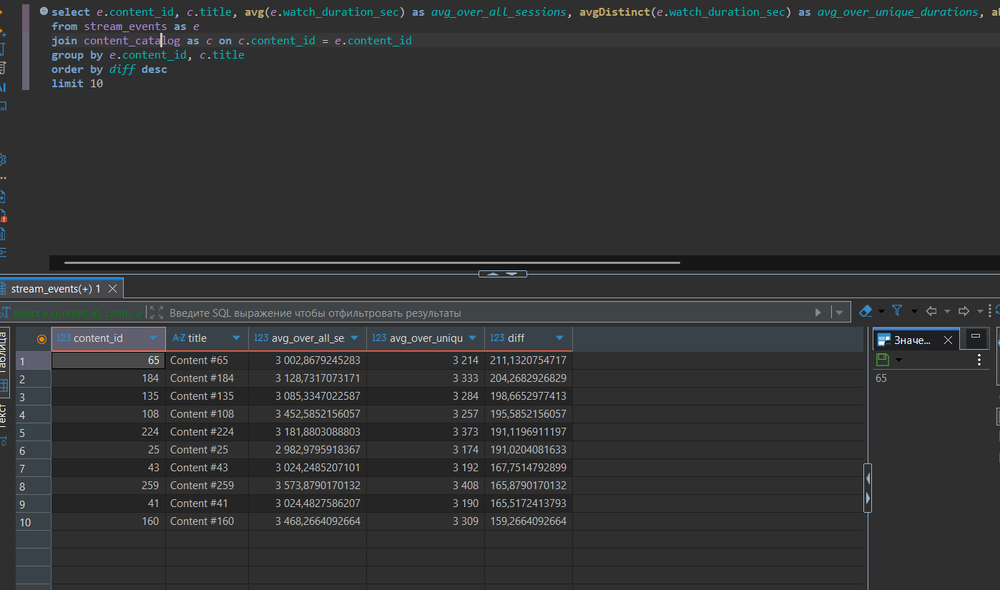 select e.content_id, c.title, avg(e.watch_duration_sec) as avg_over_all_sessions, avgDistinct(e.watch_duration_sec) as avg_over_unique_durations,
from stream_events as e
join content_catalog as c on c.content_id = e.content_id
group by e.content_id, c.title
order by diff desc
limit 10
AI
stream_events(+) 1
select e.content_id, c.title, a
Введите SQL выражение чтобы отфильтровать результаты
Таблица
Текст
123 content_id A-Z title 123 avg_over_all_se 123 avg_over_uniqu 123 diff
1 65 Content #65 3 002,8679245283 3 214 211,1320754717
2 184 Content #184 3 128,7317073171 3 333 204,2682926829
3 135 Content #135 3 085,3347022587 3 284 198,6652977413
4 108 Content #108 3 452,5852156057 3 257 195,5852156057
5 224 Content #224 3 181,8803088803 3 373 191,1196911197
6 25 Content #25 2 982,9795918367 3 174 191,0204081633
7 43 Content #43 3 024,2485207101 3 192 167,7514792899
8 259 Content #259 3 573,8790170132 3 408 165,8790170132
9 41 Content #41 3 024,4827586207 3 190 165,5172413793
10 160 Content #160 3 468,2664092664 3 309 159,2664092664
Значе...
65